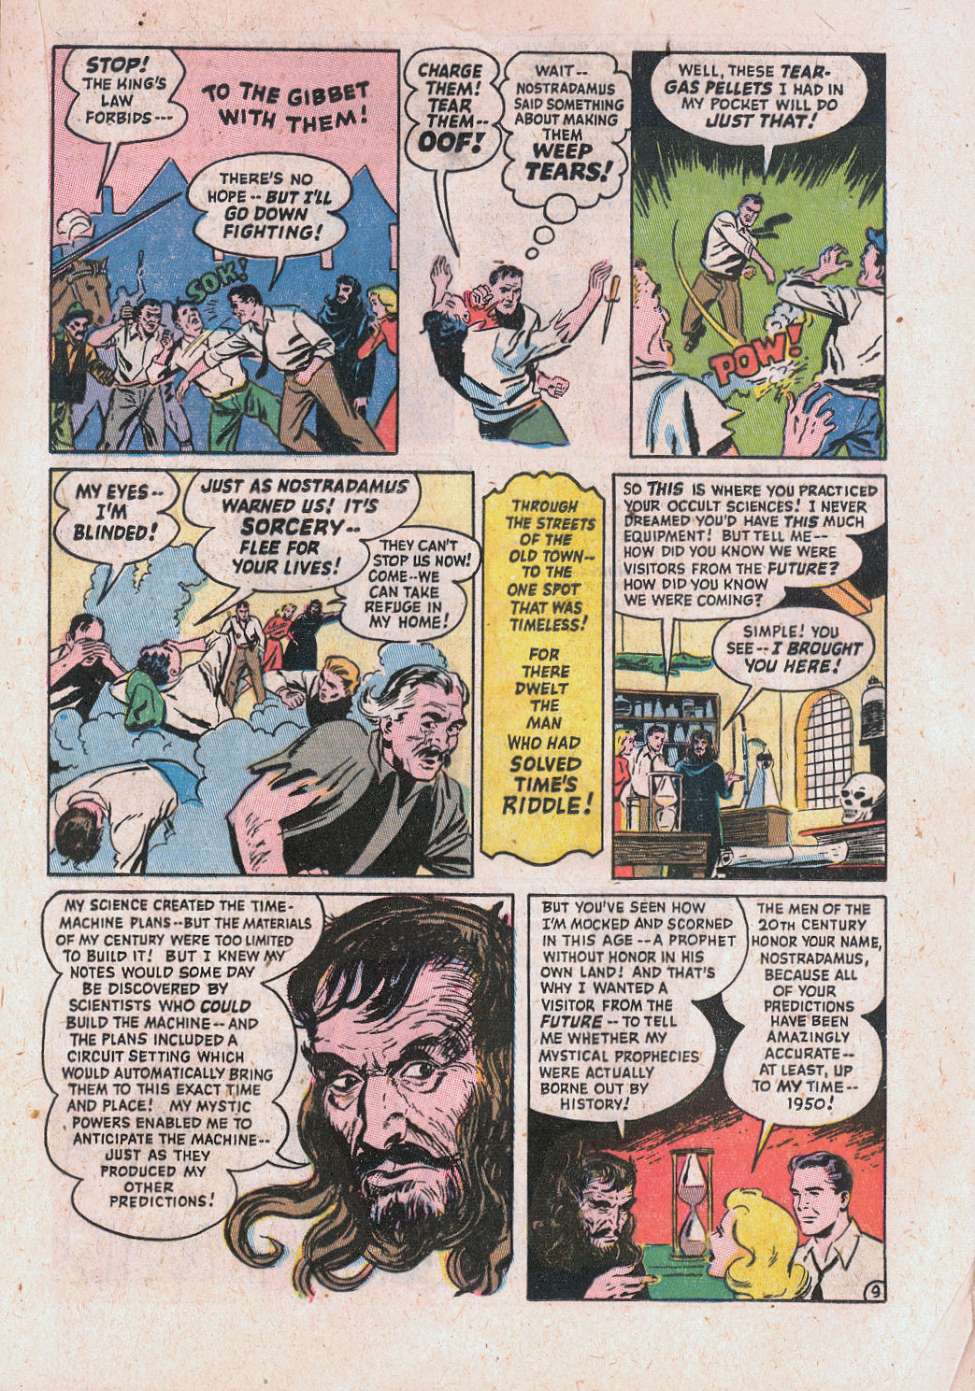 STOP!
THE KING'S
LAW
FORBIDS---
TO THE GIBBET
WITH THEM!
THERE'S NO
HOPE--BUT I'LL
GO DOWN
FIGHTING!
SOK!
CHARGE
THEM!
TEAR
THEM--
OOF!
WAIT--
NOSTRADAMUS
SAID SOMETHING
ABOUT MAKING
THEM
WEEP
TEARS!
WELL, THESE TEAR-
GAS PELLETS I HAD IN
MY POCKET WILL DO
JUST THAT!
POW!
MY EYES--
I'M
BLINDED!
JUST AS NOSTRADAMUS
WARNED US! IT'S
SORCERY--
FLEE FOR
YOUR LIVES!
THEY CAN'T
STOP US NOW!
COME--WE
CAN TAKE
REFUGE IN
MY HOME!
THROUGH
THE STREETS
OF THE
OLD TOWN--
TO THE
ONE SPOT
THAT WAS
TIMELESS!
FOR
THERE
DWELT
THE
MAN
WHO HAD
SOLVED
TIME'S
RIDDLE!
SO THIS IS WHERE YOU PRACTICED
YOUR OCCULT SCIENCES! I NEVER
DREAMED YOU'D HAVE THIS MUCH
EQUIPMENT! BUT TELL ME--
HOW DID YOU KNOW WE WERE
VISITORS FROM THE FUTURE?
HOW DID YOU KNOW
WE WERE COMING?
SIMPLE! YOU
SEE--I BROUGHT
YOU HERE!
MY SCIENCE CREATED THE TIME-
MACHINE PLANS--BUT THE MATERIALS
OF MY CENTURY WERE TOO LIMITED
TO BUILD IT! BUT I KNEW MY
NOTES WOULD SOME DAY
BE DISCOVERED BY
SCIENTISTS WHO COULD
BUILD THE MACHINE--AND
THE PLANS INCLUDED A
CIRCUIT SETTING WHICH
WOULD AUTOMATICALLY BRING
THEM TO THIS EXACT TIME
AND PLACE! MY MYSTIC
POWERS ENABLED ME TO
ANTICIPATE THE MACHINE--
JUST AS THEY
PRODUCED MY
OTHER
PREDICTIONS!
BUT YOU'VE SEEN HOW
I'M MOCKED AND SCORNED
IN THIS AGE--A PROPHET
WITHOUT HONOR IN HIS
OWN LAND! AND THAT'S
WHY I WANTED A
VISITOR FROM THE
FUTURE--TO TELL
ME WHETHER MY
MYSTICAL PROPHECIES
WERE ACTUALLY
BORNE OUT BY
HISTORY!
THE MEN OF THE
20TH CENTURY
HONOR YOUR NAME,
NOSTRADAMUS,
BECAUSE ALL
OF YOUR
PREDICTIONS
HAVE BEEN
AMAZINGLY
ACCURATE--
AT LEAST, UP
TO MY TIME--
1950!
9